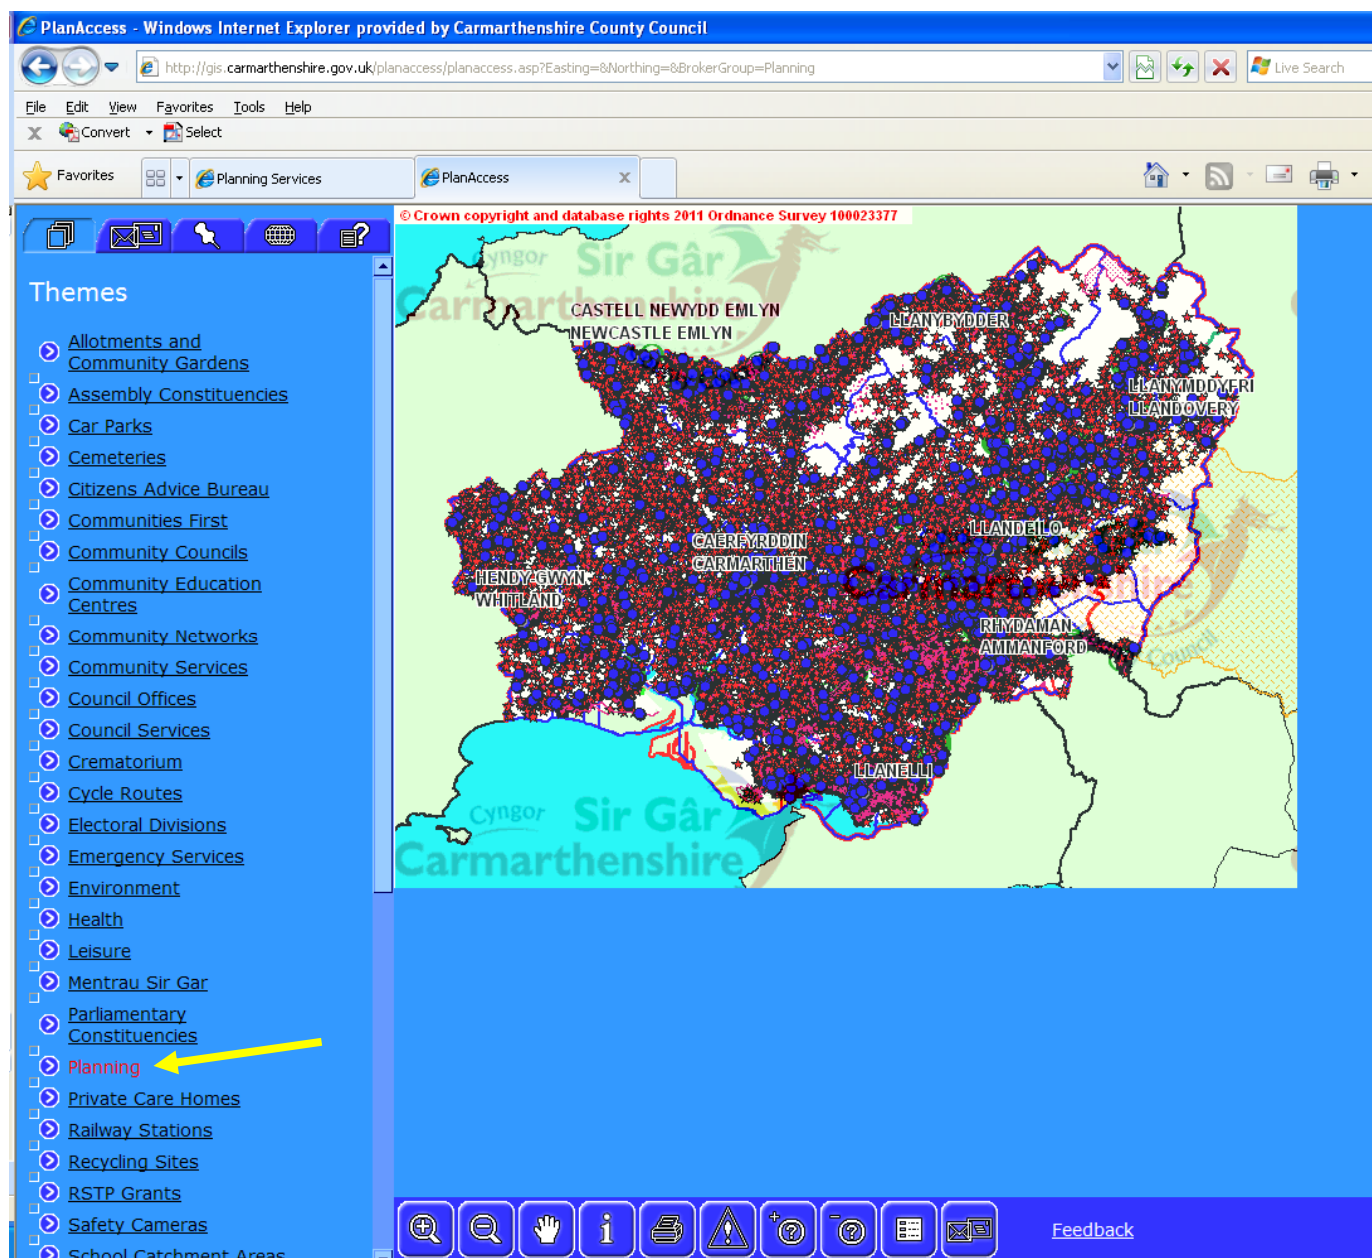 PlanAccess - Windows Internet Explorer provided by Carmarthenshire County Council
http://gis.carmarthenshire.gov.uk/planaccess/planaccess.asp?Easting=&Northing=&BrokerGroup=Planning
Live Search
File Edit View Favorites Tools Help
x Convert Select
Favorites Planning Services PlanAccess x
© Crown copyright and database rights 2011 Ordnance Survey 100023377
Themes
Allotments and
Community Gardens
Assembly Constituencies
Car Parks
Cemeteries
Citizens Advice Bureau
Communities First
Community Councils
Community Education
Centres
Community Networks
Community Services
Council Offices
Council Services
Crematorium
Cycle Routes
Electoral Divisions
Emergency Services
Environment
Health
Leisure
Mentrau Sir Gar
Parliamentary
Constituencies
Planning
Private Care Homes
Railway Stations
Recycling Sites
RSTP Grants
Safety Cameras
School Catchment Areas
Cyngor Sir Gâr
Carmarthenshire
CASTELL NEWYDD EMLYN
NEWCASTLE EMLYN
LLANYBYDDER
LLANYMDDYFRI
LLANDOVERY
LLANDEILO
CAERFYRDDIN
CARMARTHEN
HENDY-GWYN
WHITLAND
RHYDAMAN
AMMANFORD
Council
LLANELLI
Cyngor Sir Gâr
Carmarthenshire
Feedback